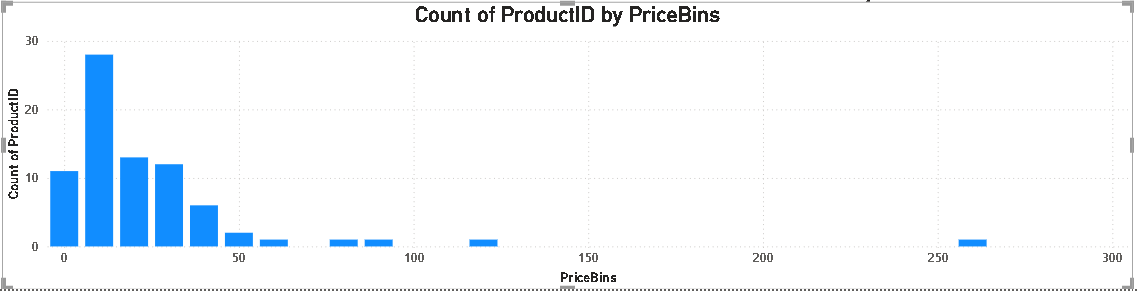 Count of ProductID by PriceBins
30
20
10
0
Count of ProductID
0 50 100 150 200 250 300
PriceBins